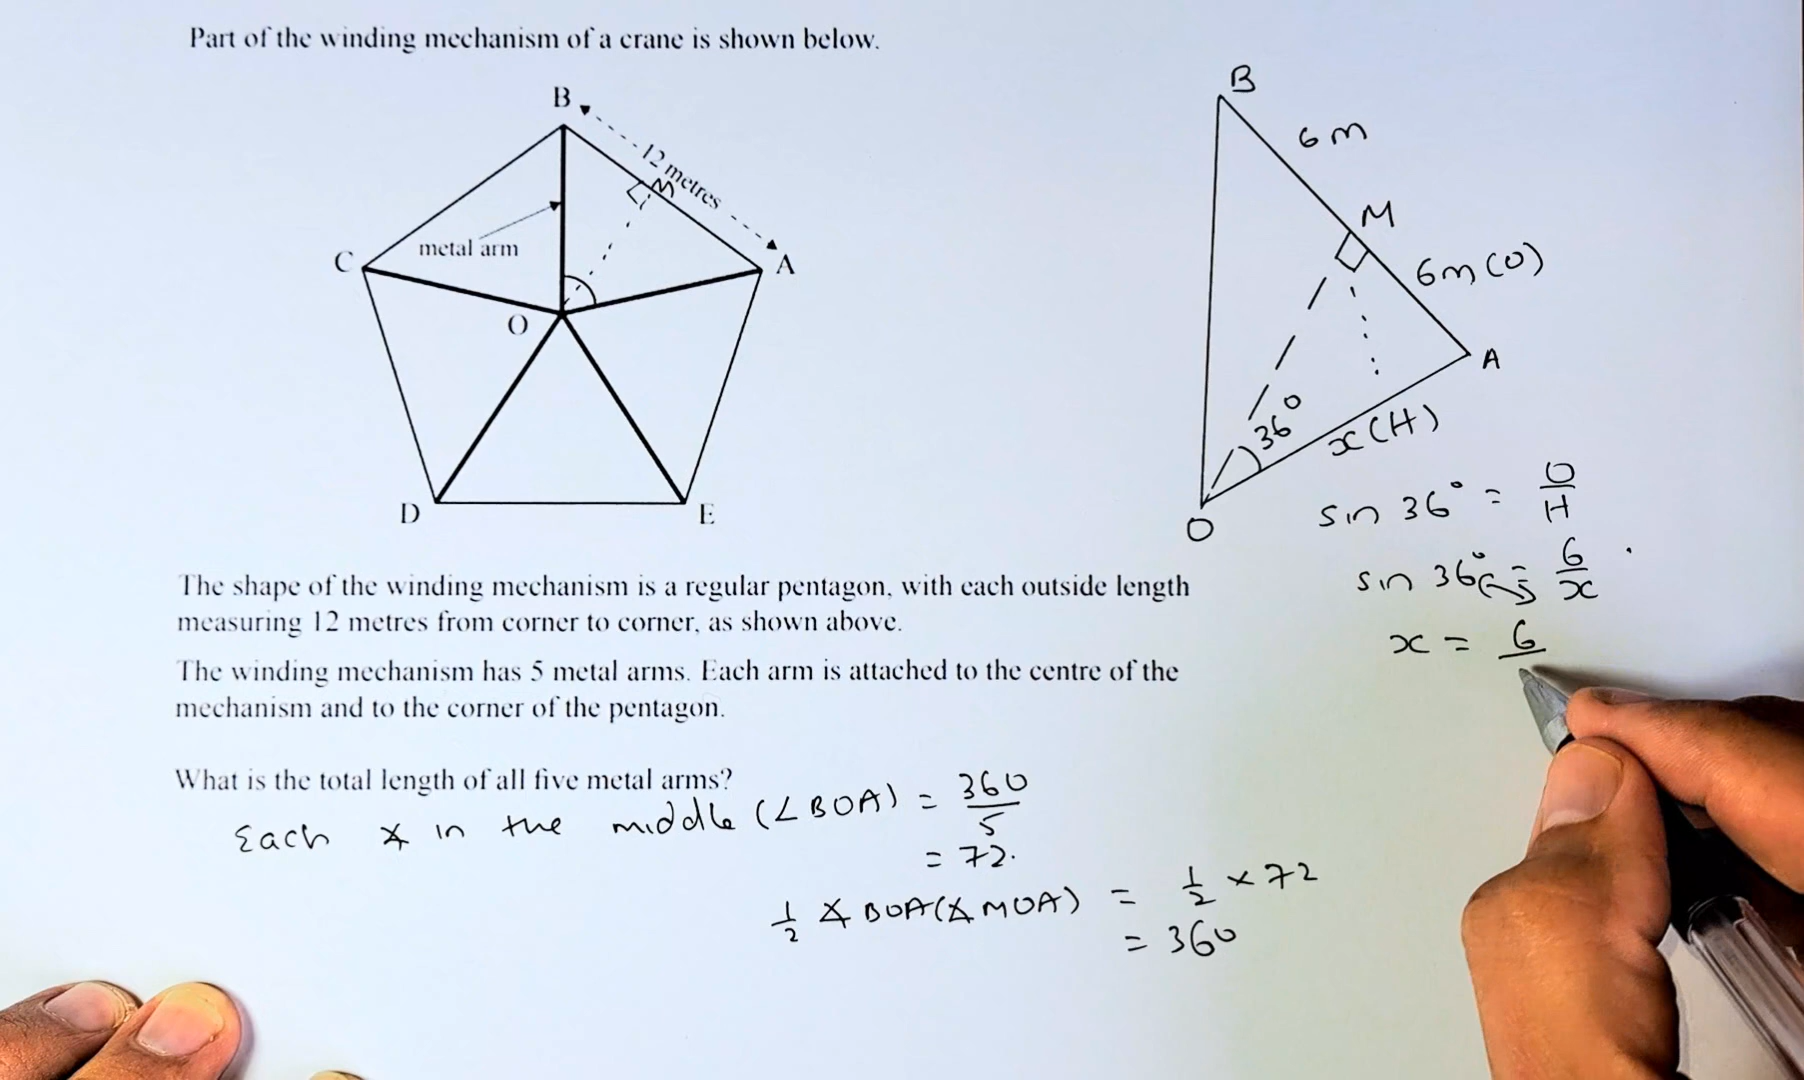 Part of the winding mechanism of a crane is shown below.
B
12 metres
M
metal arm
C
A
O
D
E
B
6 m
M
6m (O)
A
36°
x (H)
O
sin 36° = O/H
sin 36° = 6/x
x = 6
The shape of the winding mechanism is a regular pentagon, with each outside length
measuring 12 metres from corner to corner, as shown above.
The winding mechanism has 5 metal arms. Each arm is attached to the centre of the
mechanism and to the corner of the pentagon.
What is the total length of all five metal arms?
Each ∡ in the middle (∠BOA) = 360/5
= 72.
1/2 ∡ BOA (∡ MOA) = 1/2 × 72
= 36°